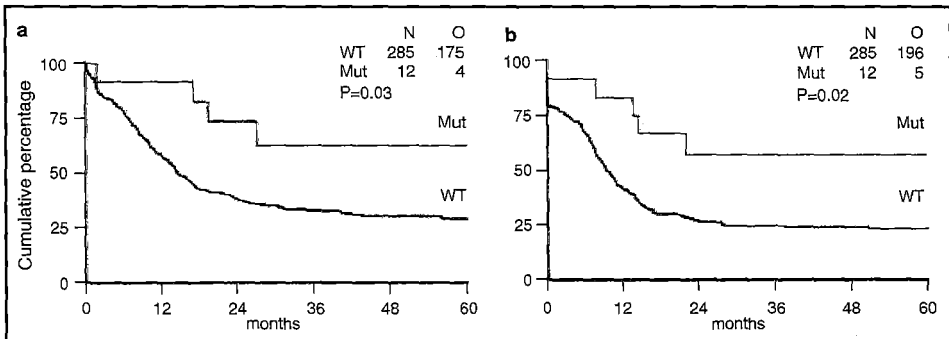 a
N O
WT 285 175
Mut 12 4
P=0.03
Mut
WT
Cumulative percentage
100
75
50
25
0
0 12 24 36 48 60
months
b
N O
WT 285 196
Mut 12 5
P=0.02
Mut
WT
100
75
50
25
0
0 12 24 36 48 60
months